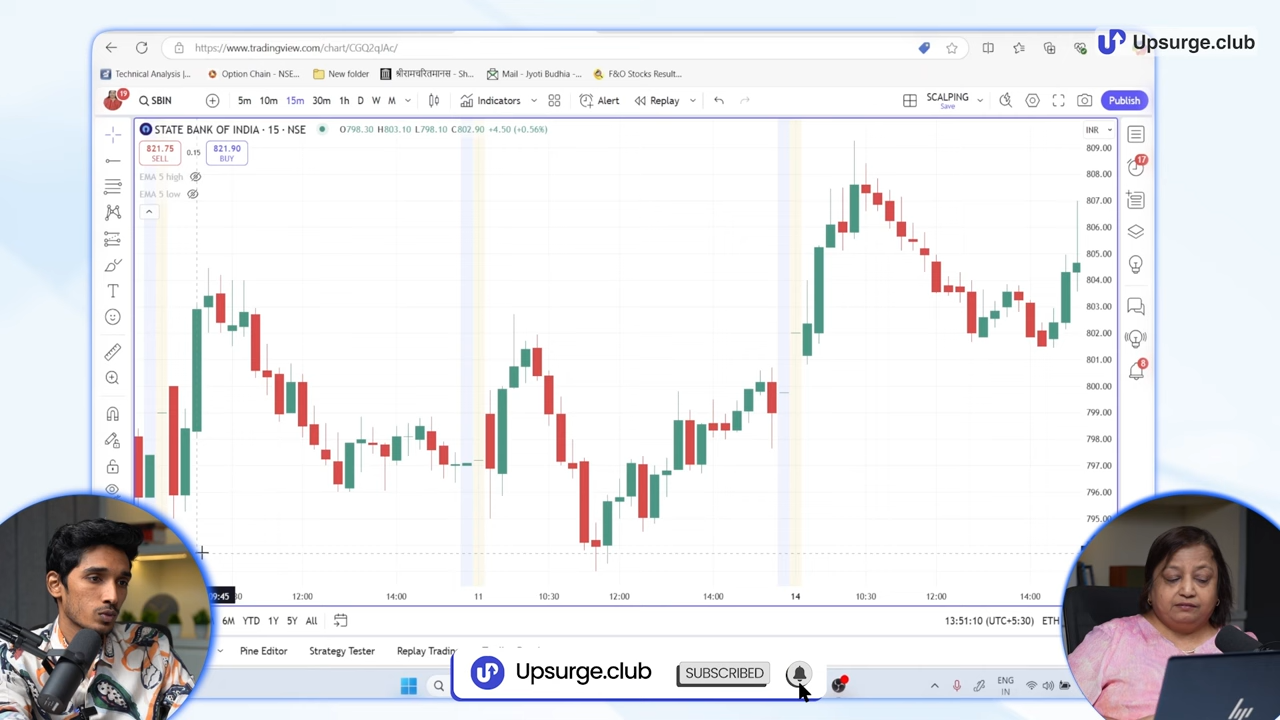 https://www.tradingview.com/chart/CGQ2qJAc/
Upsurge.club
Technical Analysis |...
Option Chain - NSE...
New folder
श्रीरामचरितमानस - Sh...
Mail - Jyoti Budhia -...
F&O Stocks Result...
19
SBIN
5m 10m 15m 30m 1h D W M
Indicators
Alert
Replay
SCALPING
Save
Publish
STATE BANK OF INDIA · 15 · NSE
O798.30 H803.10 L798.10 C802.90 +4.50 (+0.56%)
INR
821.75
SELL
0.15
821.90
BUY
EMA 5 high
EMA 5 low
17
8
809.00
808.00
807.00
806.00
805.00
804.00
803.00
802.00
801.00
800.00
799.00
798.00
797.00
796.00
795.00
09:45
12:00
14:00
11
10:30
12:00
14:00
14
10:30
12:00
14:00
6M YTD 1Y 5Y All
13:51:10 (UTC+5:30)
ETH
Pine Editor
Strategy Tester
Upsurge.club
SUBSCRIBED
ENG
IN